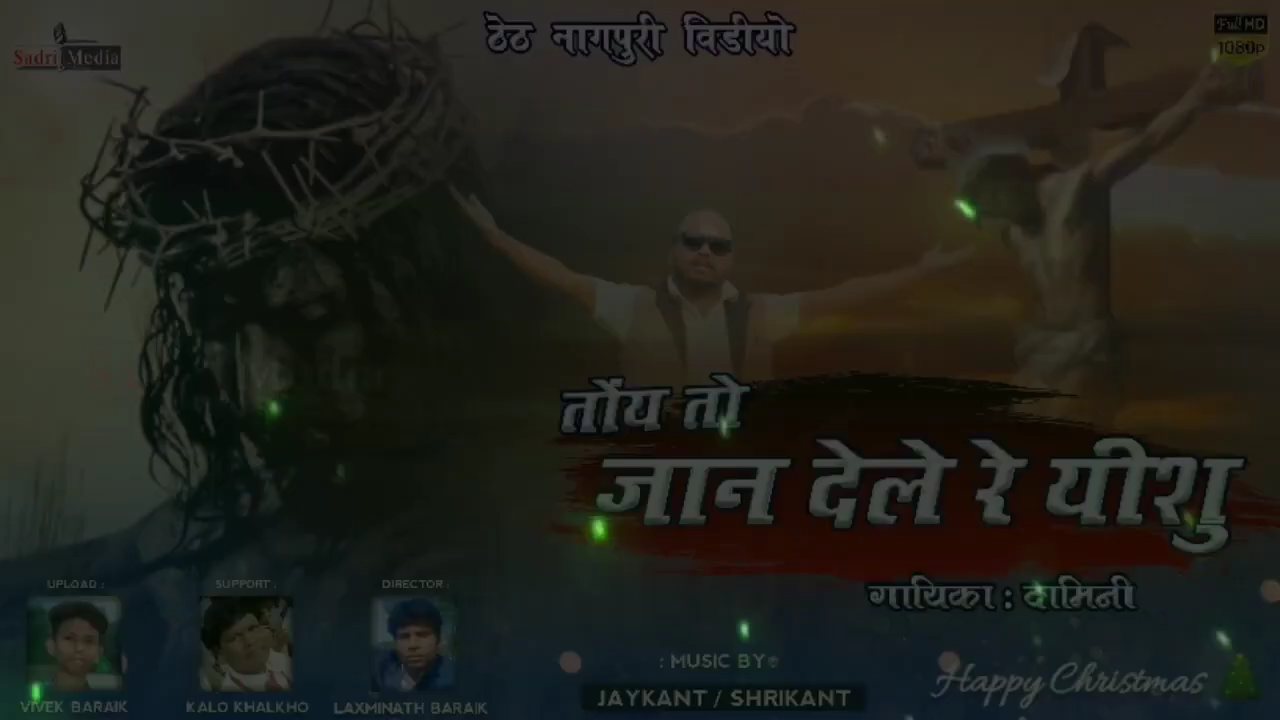 ठेठ नागपुरी विडीयो
Sadri Media
Full HD
1080p
तोंय तो
जान देले रे यीशु
गायिका : दामिनी
UPLOAD :
SUPPORT :
DIRECTOR :
VIVEK BARAIK
KALO KHALKHO
LAXMINATH BARAIK
: MUSIC BY
JAYKANT / SHRIKANT
Happy Christmas